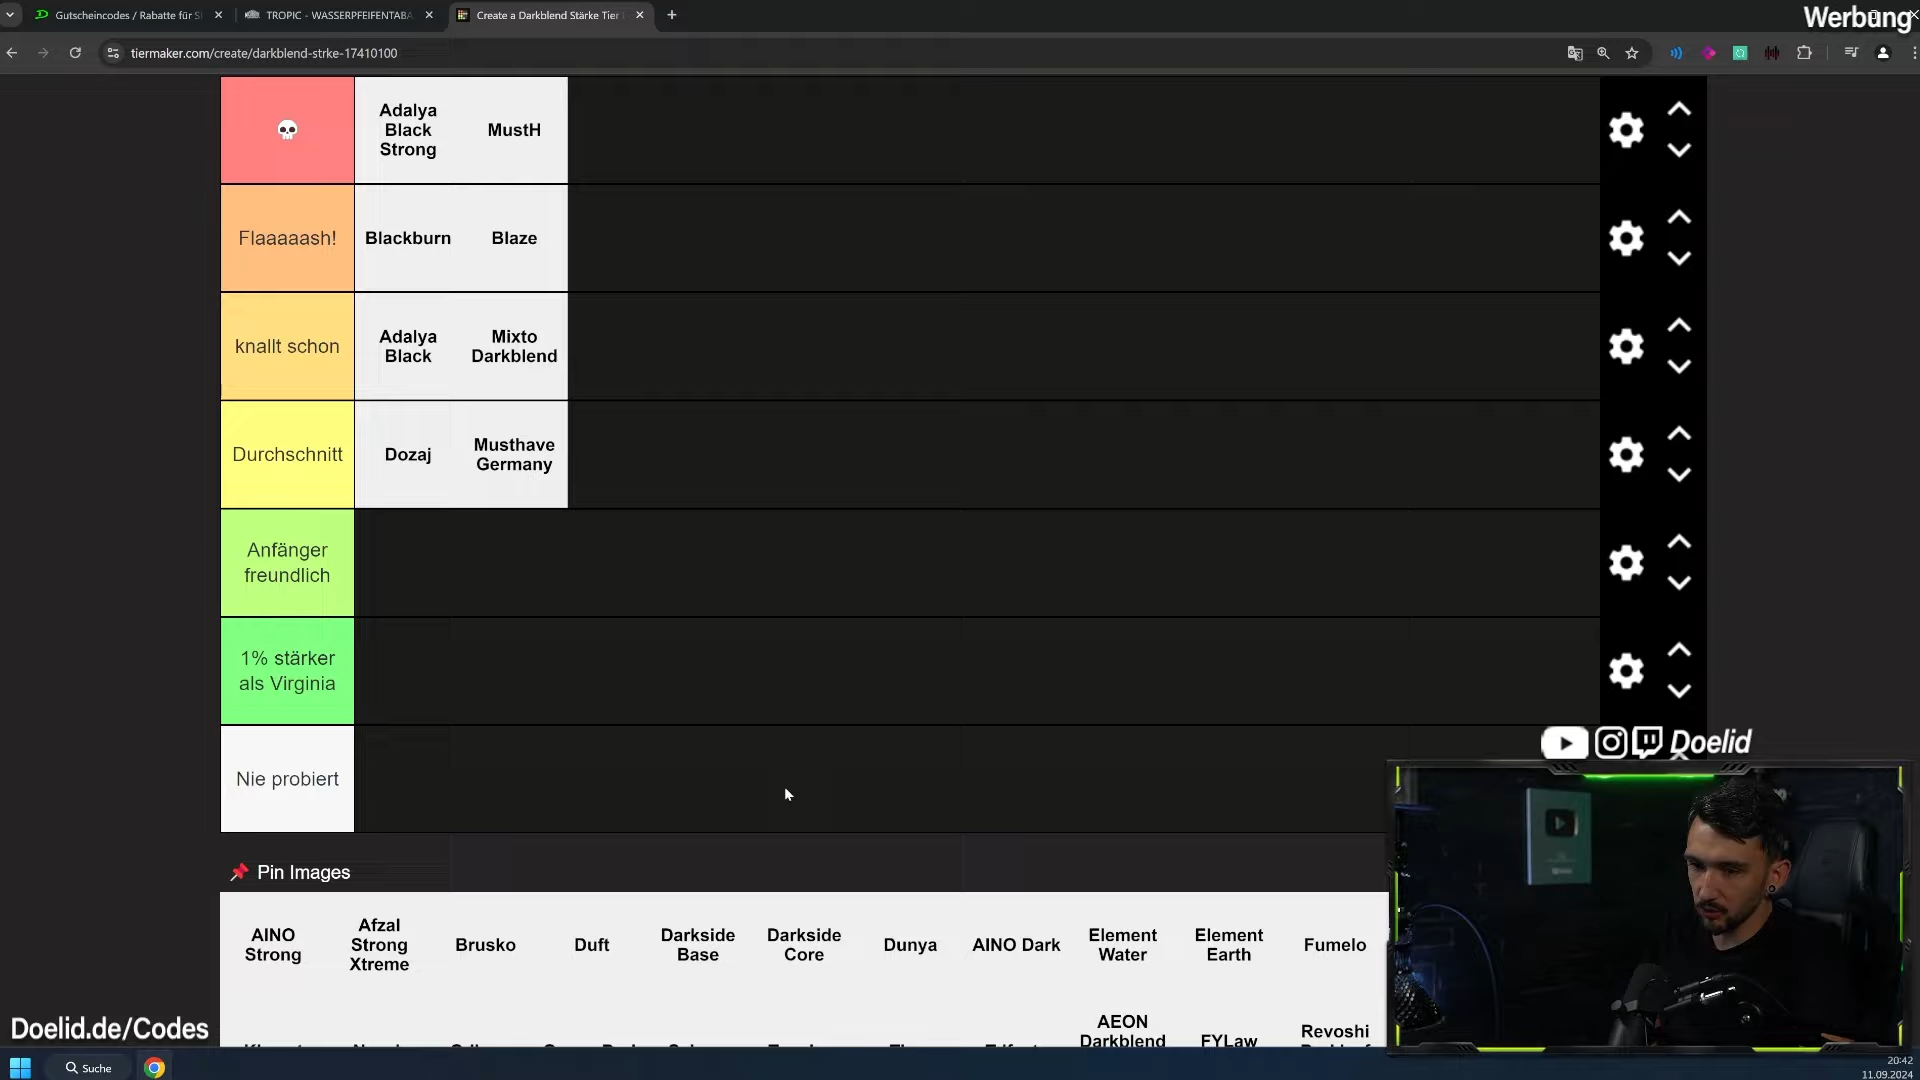 Gutscheincodes / Rabatte für S
TROPIC - WASSERPFEIFENTABA
Create a Darkblend Stärke Tier
Werbung
tiermaker.com/create/darkblend-strke-17410100
Adalya
Black
Strong
MustH
Flaaaaash!
Blackburn
Blaze
knallt schon
Adalya
Black
Mixto
Darkblend
Durchschnitt
Dozaj
Musthave
Germany
Anfänger
freundlich
1% stärker
als Virginia
Doelid
Nie probiert
Pin Images
AINO
Strong
Afzal
Strong
Xtreme
Brusko
Duft
Darkside
Base
Darkside
Core
Dunya
AINO Dark
Element
Water
Element
Earth
Fumelo
AEON
Darkblend
FYLaw
Revoshi
Doelid.de/Codes
Suche
20:42
11.09.2024